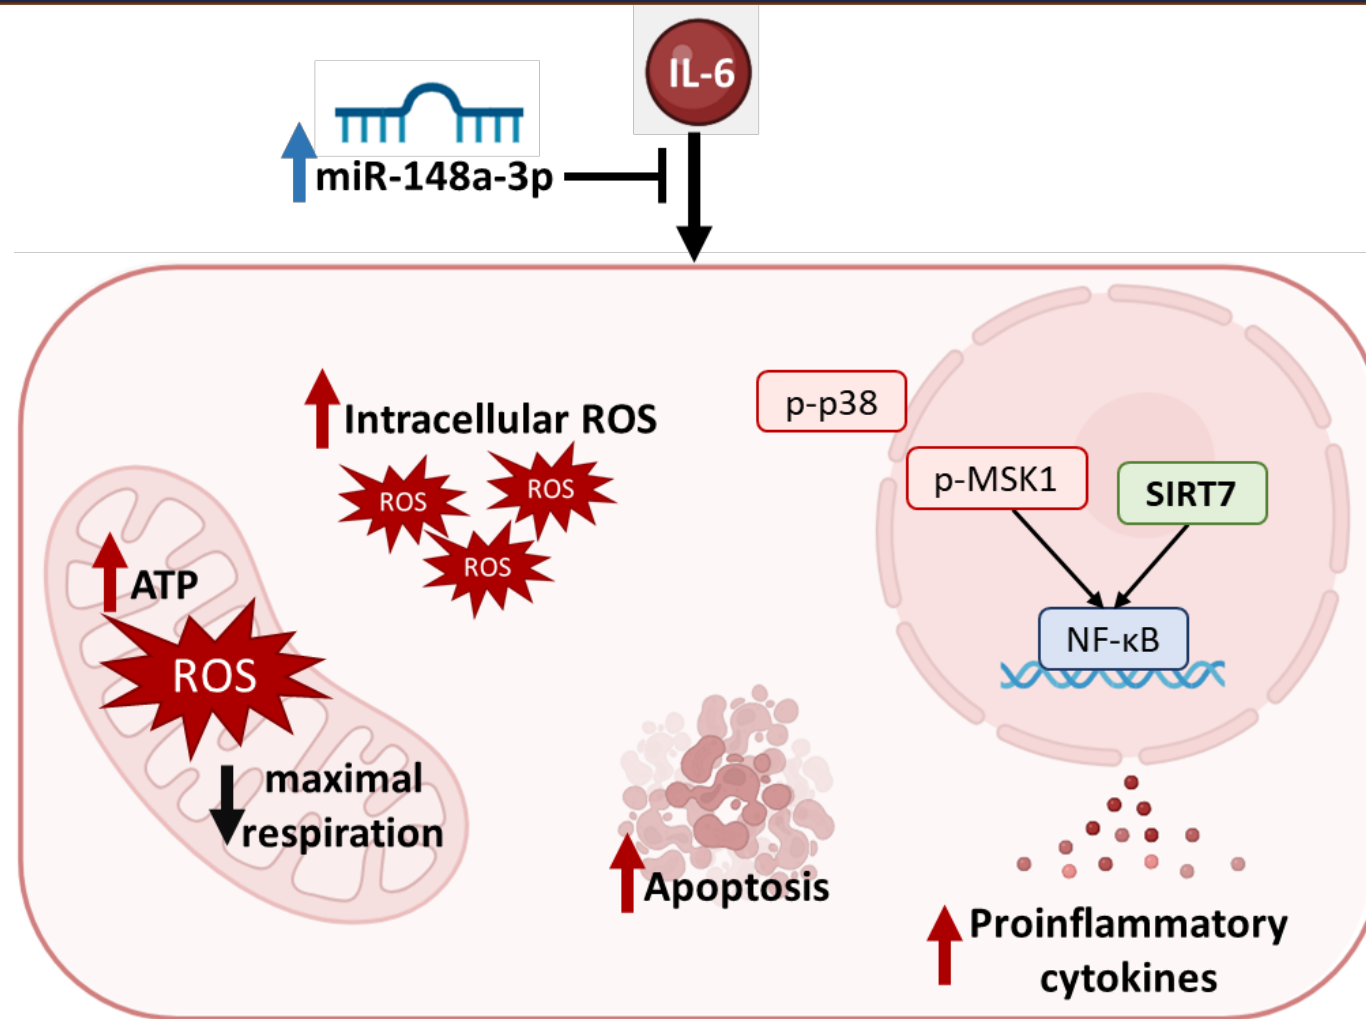 IL-6
miR-148a-3p
Intracellular ROS
ROS
ROS
ROS
p-p38
p-MSK1
SIRT7
NF-κB
ATP
ROS
maximal
respiration
Apoptosis
Proinflammatory
cytokines